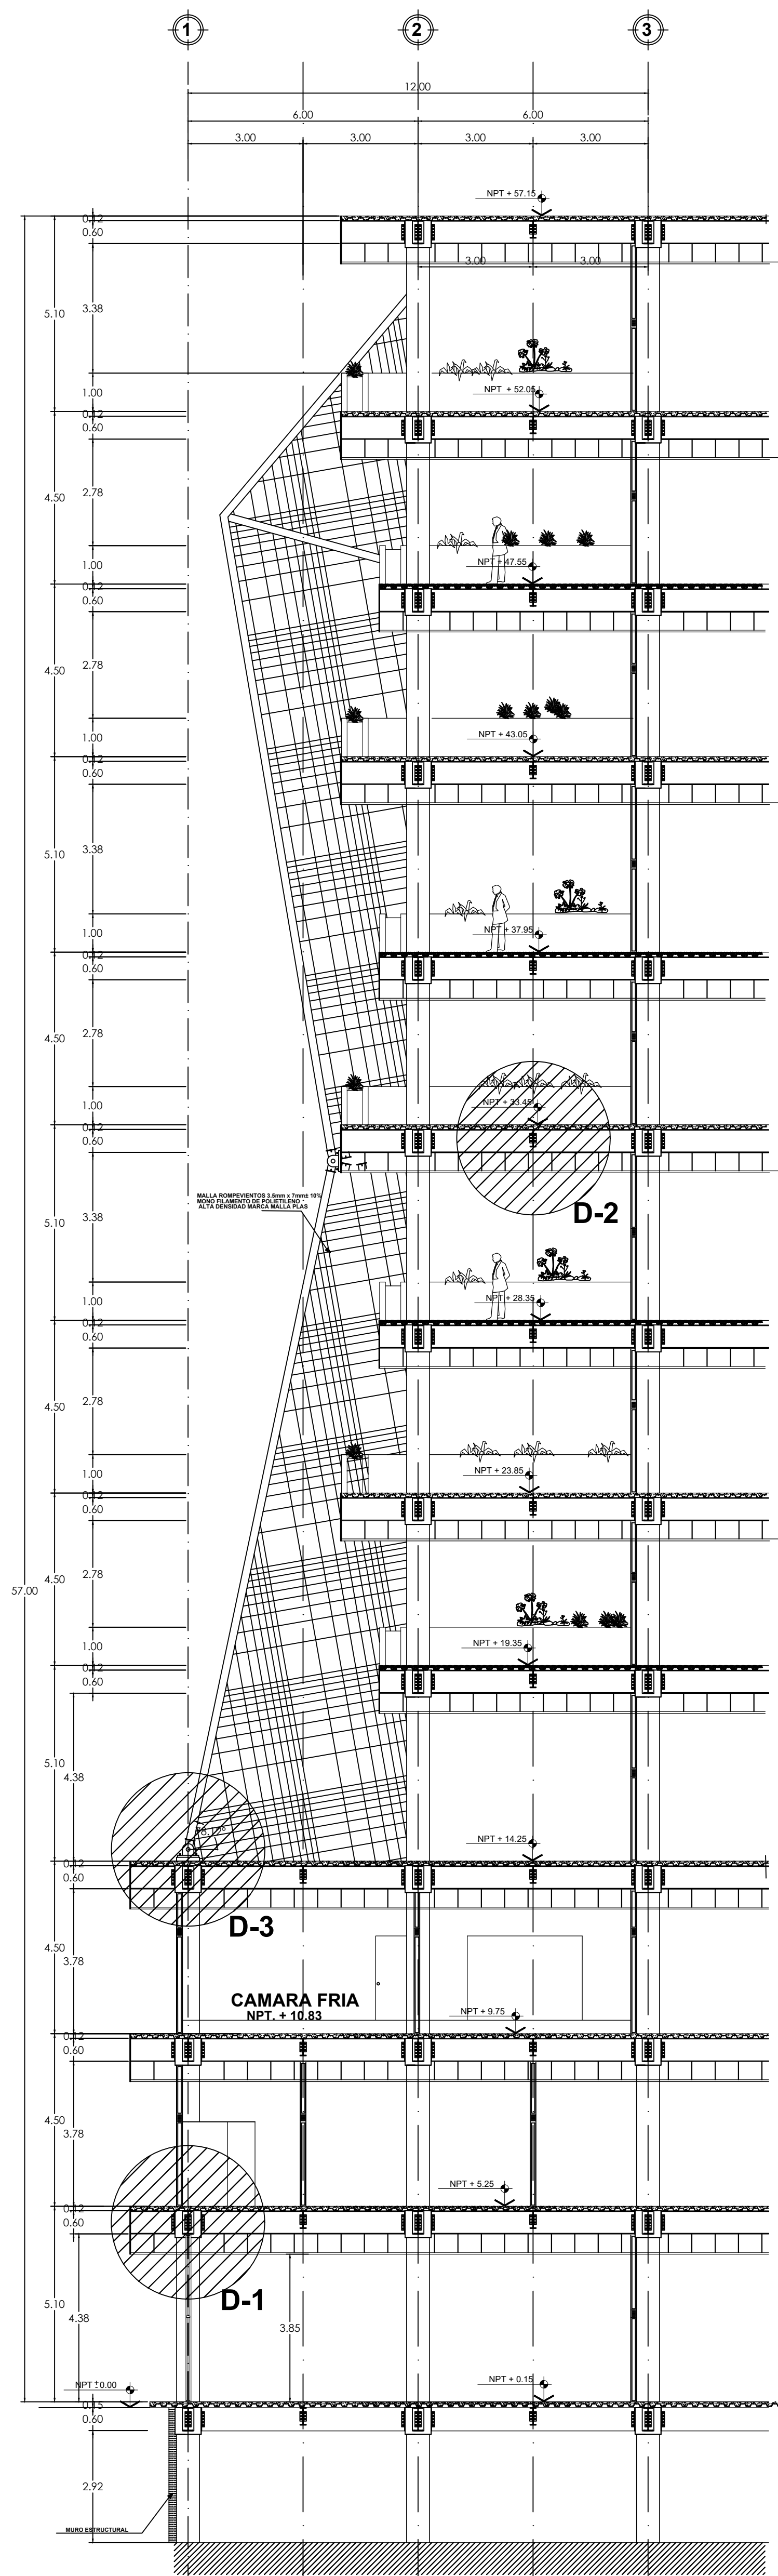 1 2 3
12.00
6.00 6.00
3.00 3.00 3.00 3.00
NPT + 57.15
0.12
0.60
3.00 3.00
5.10
3.38
1.00
NPT + 52.05
0.12
0.60
4.50
2.78
1.00
NPT + 47.55
0.12
0.60
4.50
2.78
1.00
NPT + 43.05
0.12
0.60
5.10
3.38
1.00
NPT + 37.95
0.12
0.60
4.50
2.78
1.00
NPT + 33.45
0.12
0.60
MALLA ROMPEVIENTOS 3.5mm x 7mm± 10%
MONO FILAMENTO DE POLIETILENO
ALTA DENSIDAD MARCA MALLA PLAS
D-2
5.10
3.38
1.00
NPT + 28.35
0.12
0.60
4.50
2.78
1.00
NPT + 23.85
0.12
0.60
4.50
2.78
57.00
1.00
NPT + 19.35
0.12
0.60
5.10
4.38
NPT + 14.25
0.12
0.60
D-3
4.50
3.78
CAMARA FRIA
NPT. + 10.83
NPT + 9.75
0.12
0.60
4.50
3.78
NPT + 5.25
0.12
0.60
D-1
5.10
4.38
3.85
NPT ± 0.00
NPT + 0.15
0.15
0.60
2.92
MURO ESTRUCTURAL